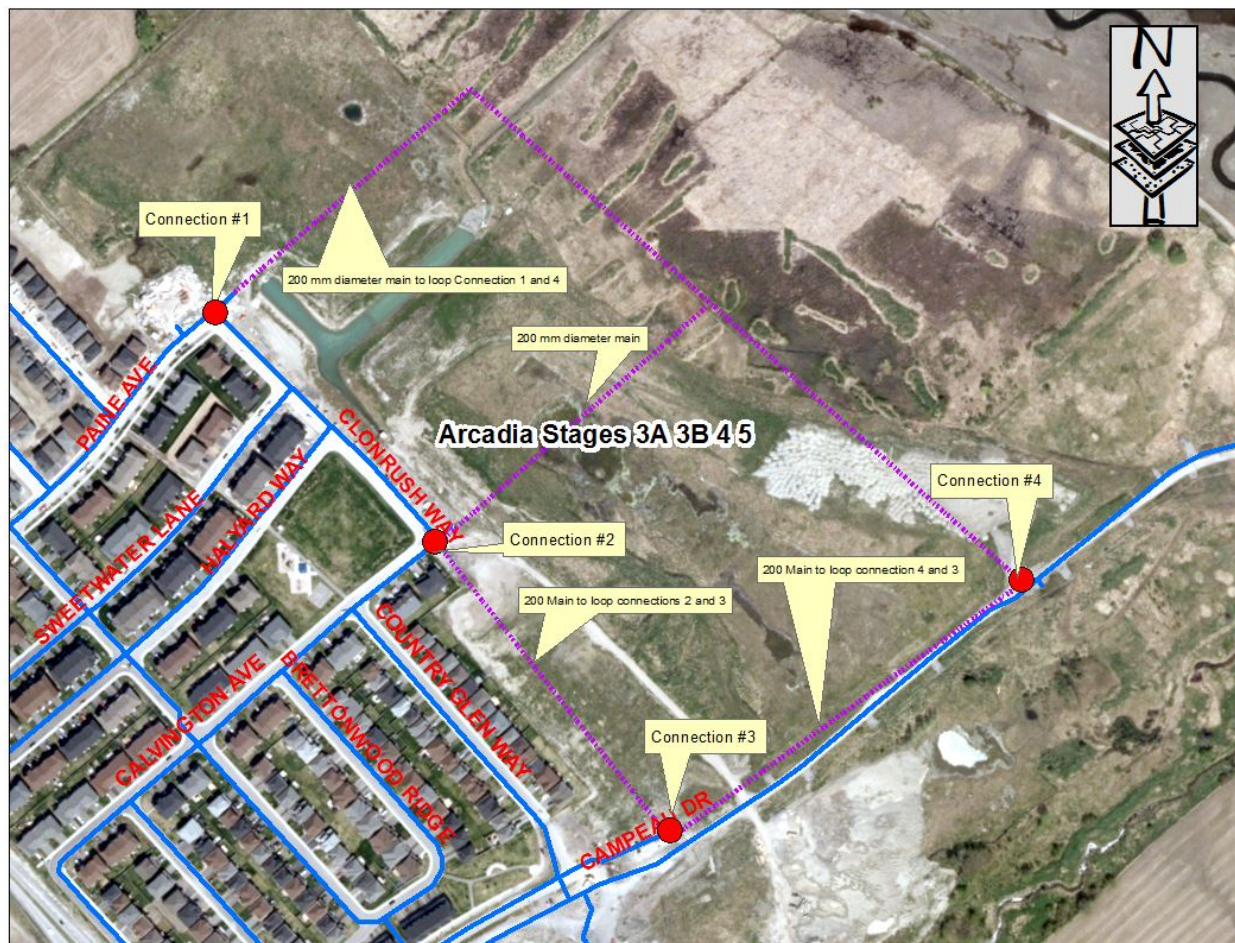 N
Connection #1
200 mm diameter main to loop Connection 1 and 4
200 mm diameter main
PAINE AVE
CLONRUSH WAY
Arcadia Stages 3A 3B 4 5
SWEETWATER LANE
HALYARD WAY
Connection #4
Connection #2
200 Main to loop connection 4 and 3
200 Main to loop connections 2 and 3
CALVINGTON AVE
BRETTONWOOD RIDGE
COUNTRY GLEN WAY
Connection #3
CAMPEAU DR